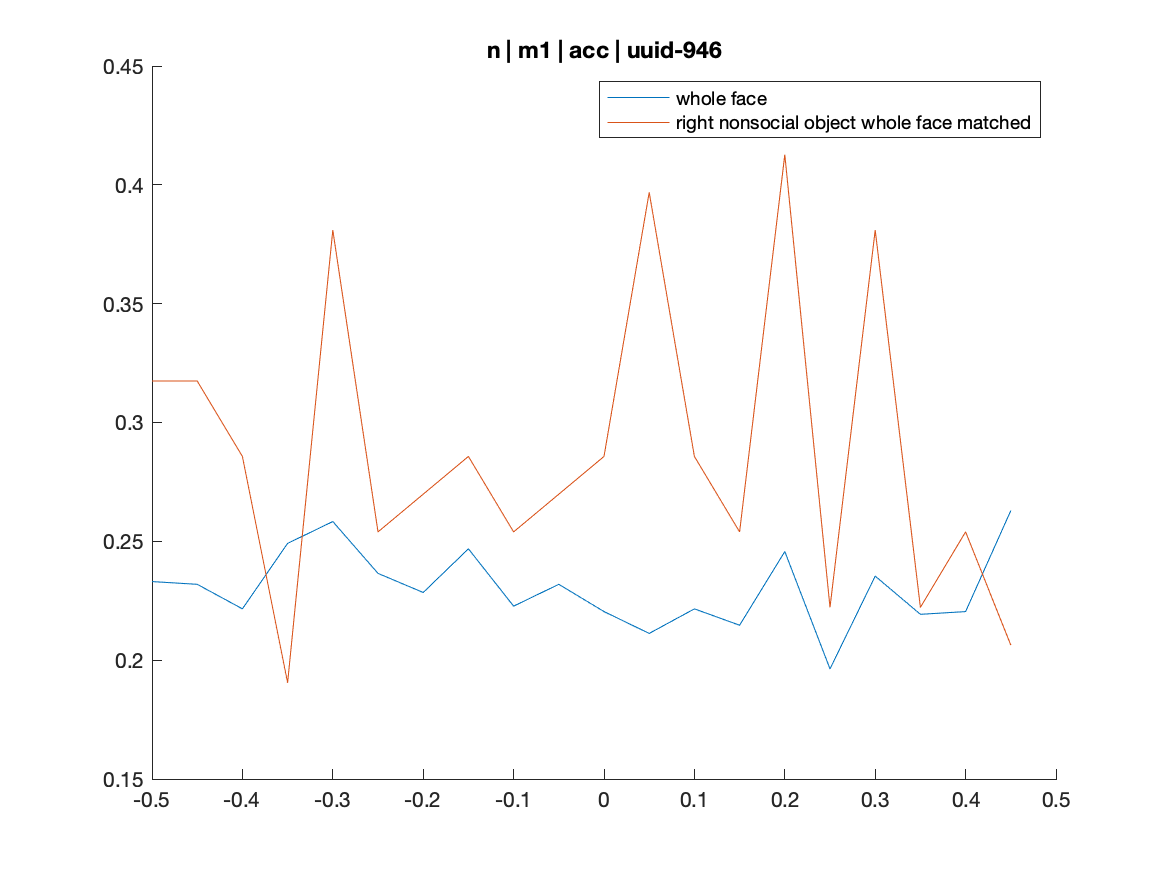 n | m1 | acc | uuid-946
whole face
right nonsocial object whole face matched
0.45
0.4
0.35
0.3
0.25
0.2
0.15
-0.5 -0.4 -0.3 -0.2 -0.1 0 0.1 0.2 0.3 0.4 0.5